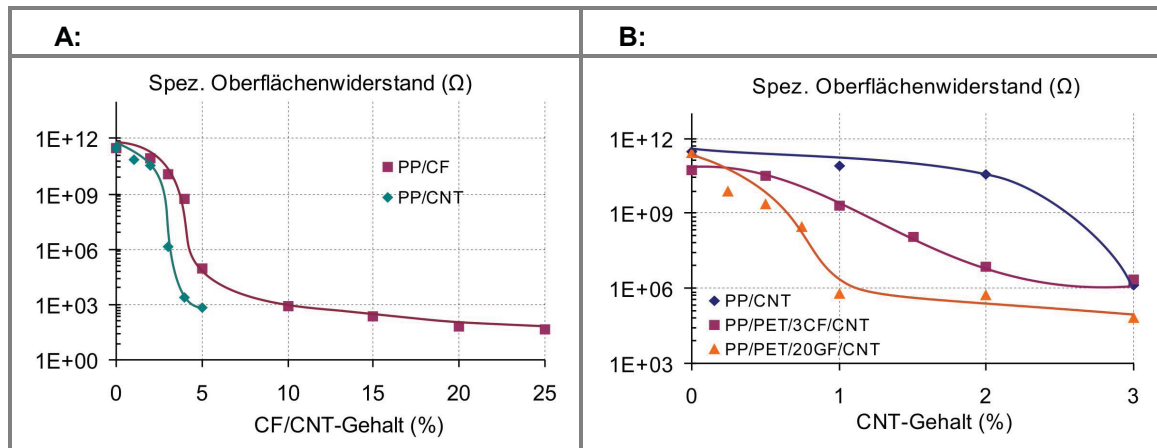 A:
B:
Spez. Oberflächenwiderstand (Ω)
1E+12
1E+09
1E+06
1E+03
1E+00
PP/CF
PP/CNT
0 5 10 15 20 25
CF/CNT-Gehalt (%)
Spez. Oberflächenwiderstand (Ω)
1E+12
1E+09
1E+06
1E+03
PP/CNT
PP/PET/3CF/CNT
PP/PET/20GF/CNT
0 1 2 3
CNT-Gehalt (%)